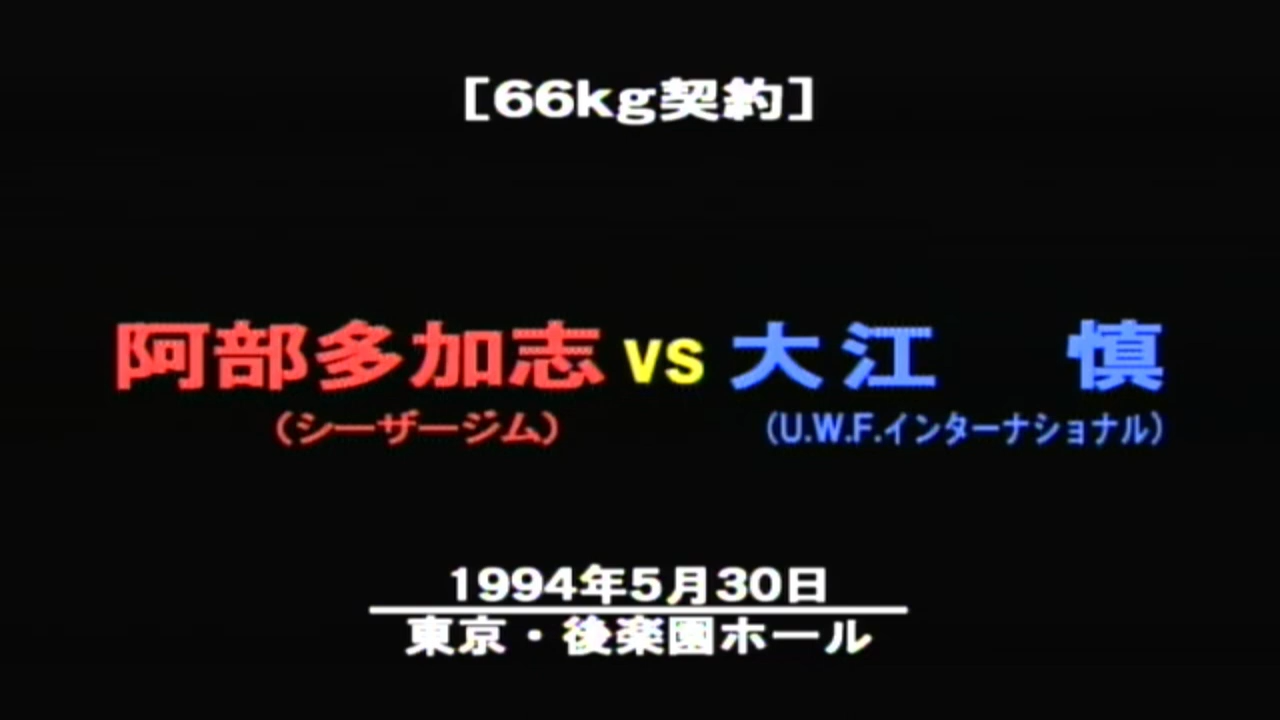 ［66kg契約］
阿部多加志 vs 大江　慎
（シーザージム） （U.W.F.インターナショナル）
1994年5月30日
東京・後楽園ホール